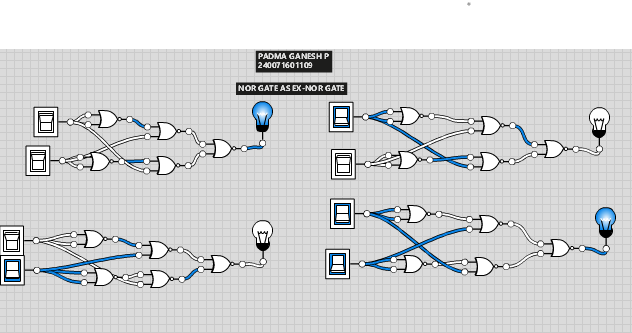 PADMA GANESH P
240071601109
NOR GATE AS EX-NOR GATE